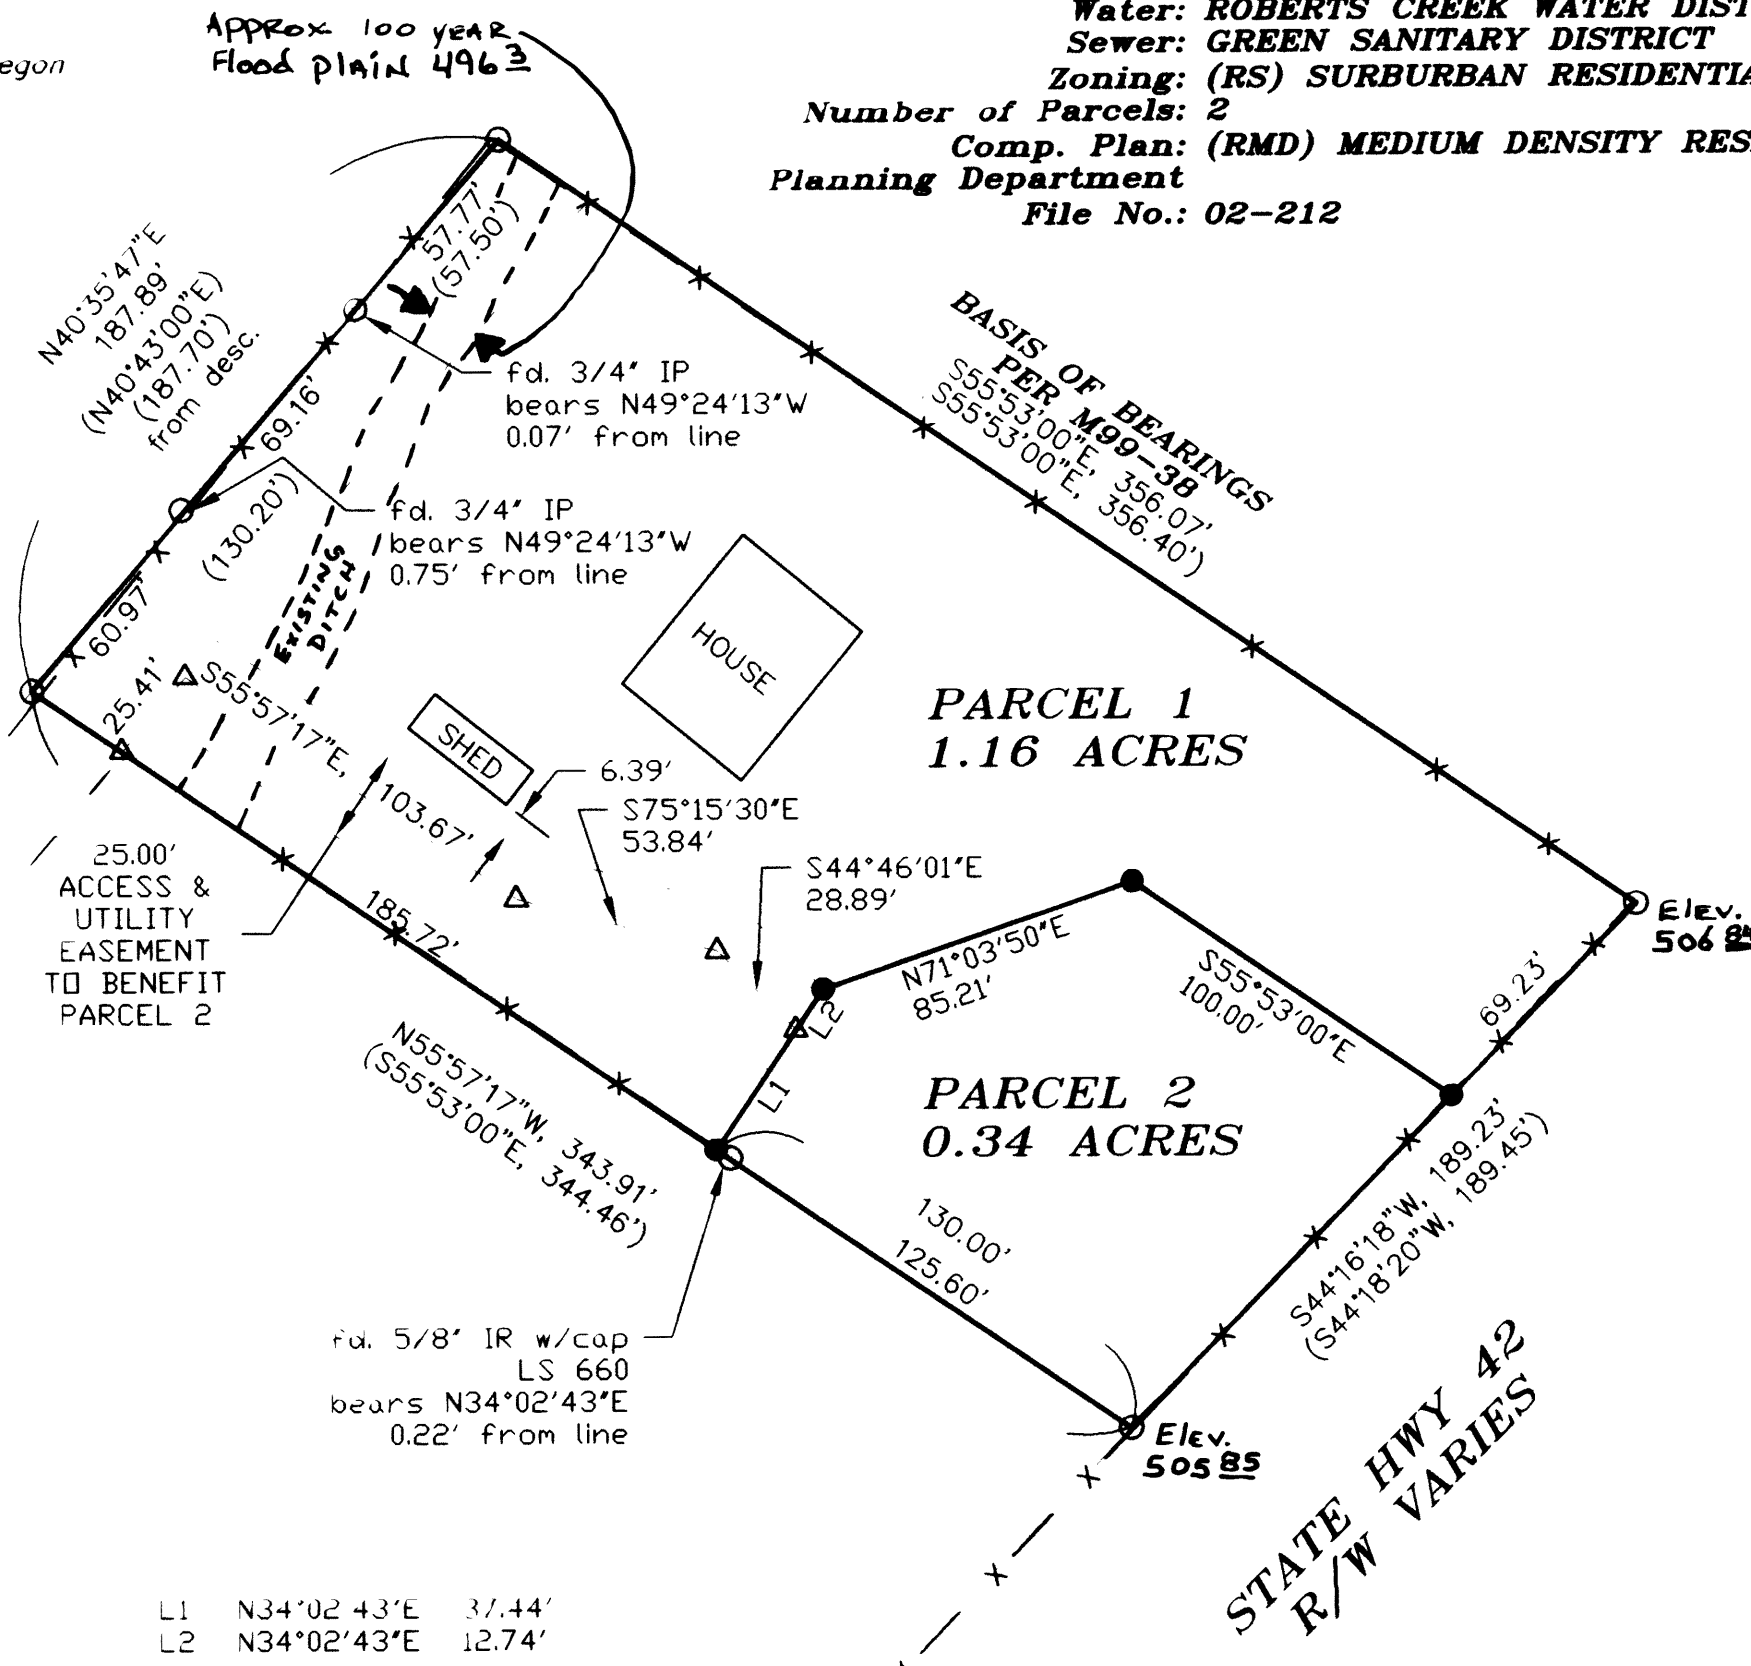 APPROX 100 YEAR
Flood PLAIN 4963
egon
Water: ROBERTS CREEK WATER DIST
Sewer: GREEN SANITARY DISTRICT
Zoning: (RS) SURBURBAN RESIDENTIA
Number of Parcels: 2
Comp. Plan: (RMD) MEDIUM DENSITY RES
Planning Department
File No.: 02-212
N40°35'47"E
187.89'
(N40°43'00"E)
(187.70')
from desc.
57.77'
(57.50')
69.16'
(130.20')
60.97'
fd. 3/4" IP
bears N49°24'13"W
0.07' from line
fd. 3/4" IP
bears N49°24'13"W
0.75' from line
BASIS OF BEARINGS
PER M99-38
S55°53'00"E, 356.07'
S55°53'00"E, 356.40')
EXISTING
DITCH
HOUSE
SHED
25.41'
S55°57'17"E, 103.67'
6.39'
S75°15'30"E
53.84'
S44°46'01"E
28.89'
PARCEL 1
1.16 ACRES
25.00'
ACCESS &
UTILITY
EASEMENT
TO BENEFIT
PARCEL 2
185.72'
N71°03'50"E
85.21'
S55°53'00"E
100.00'
Elev.
506 84
69.23'
L2
L1
N55°57'17"W, 343.91'
(S55°53'00"E, 344.46')
PARCEL 2
0.34 ACRES
130.00'
125.60'
S44°16'18"W, 189.23'
(S44°18'20"W, 189.45')
fd. 5/8" IR w/cap
LS 660
bears N34°02'43"E
0.22' from line
Elev.
505 85
STATE HWY 42
R/W VARIES
L1 N34°02'43"E 37.44'
L2 N34°02'43"E 12.74'